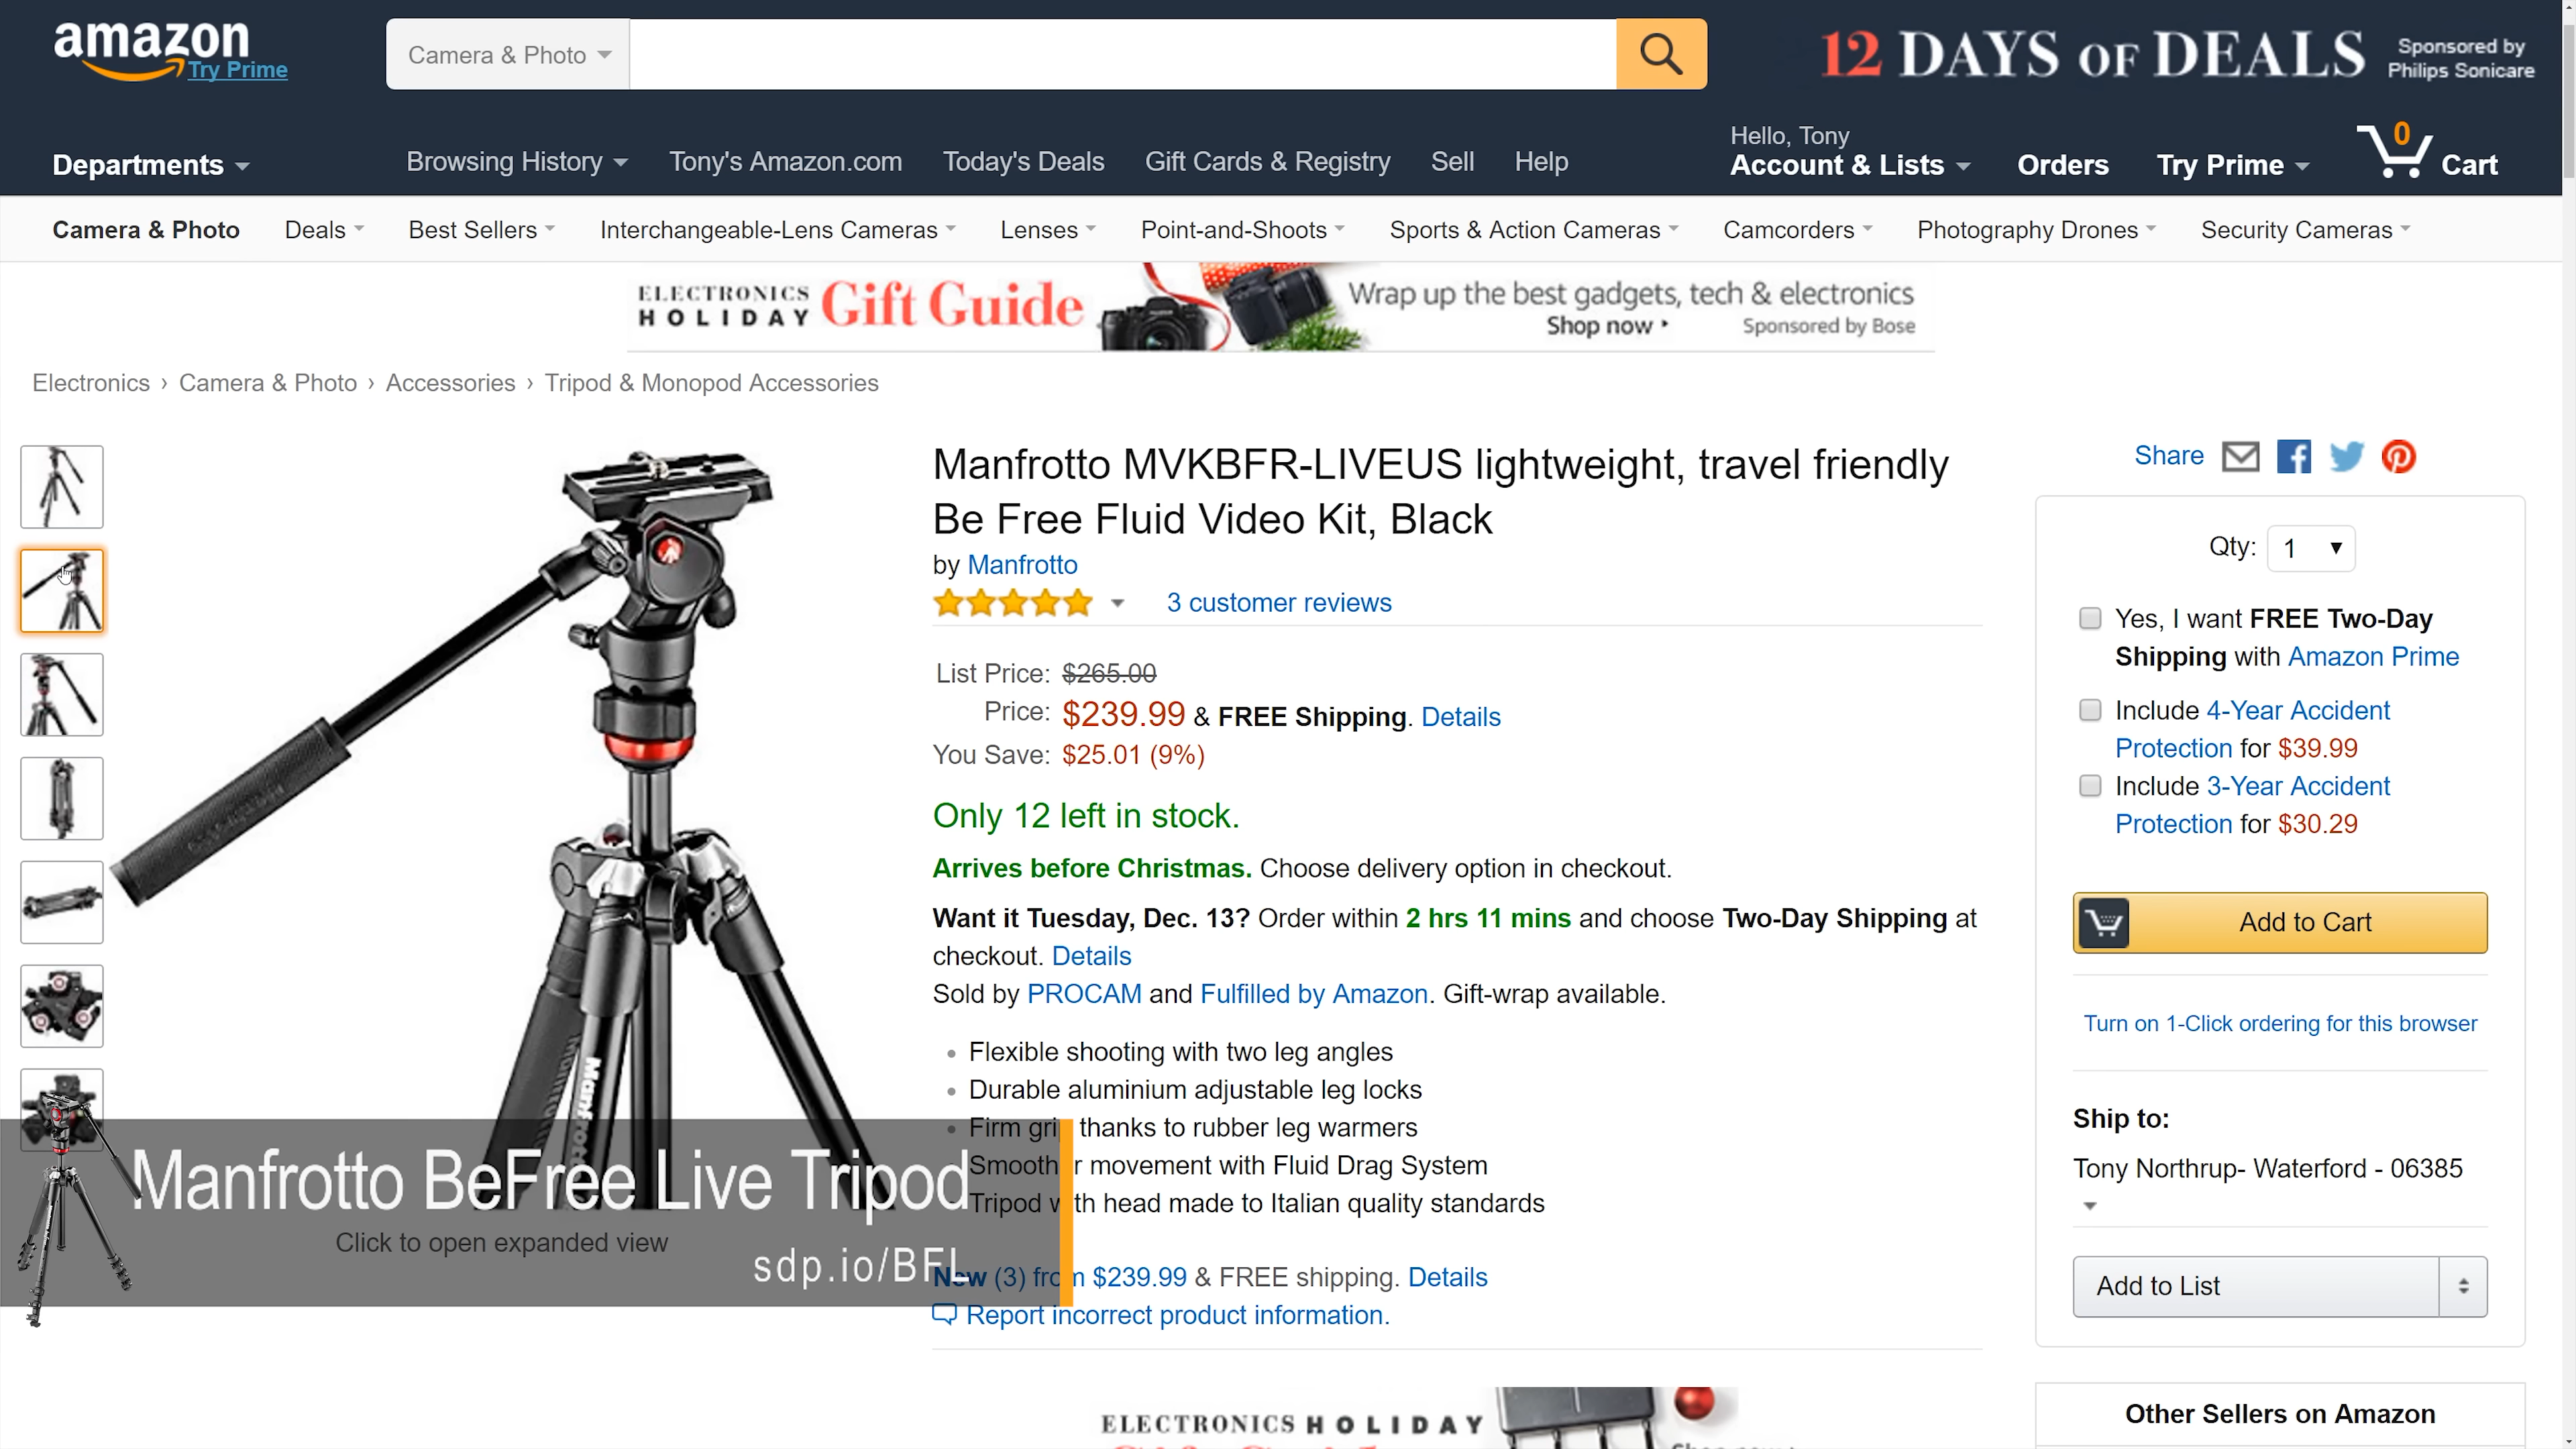 amazon
Try Prime
Camera & Photo
12 DAYS OF DEALS
Sponsored by
Philips Sonicare
Departments
Browsing History
Tony's Amazon.com
Today's Deals
Gift Cards & Registry
Sell
Help
Hello, Tony
Account & Lists
Orders
Try Prime
0
Cart
Camera & Photo
Deals
Best Sellers
Interchangeable-Lens Cameras
Lenses
Point-and-Shoots
Sports & Action Cameras
Camcorders
Photography Drones
Security Cameras
ELECTRONICS
HOLIDAY
Gift Guide
Wrap up the best gadgets, tech & electronics
Shop now
Sponsored by Bose
Electronics › Camera & Photo › Accessories › Tripod & Monopod Accessories
Manfrotto MVKBFR-LIVEUS lightweight, travel friendly
Be Free Fluid Video Kit, Black
by Manfrotto
3 customer reviews
List Price: $265.00
Price: $239.99 & FREE Shipping. Details
You Save: $25.01 (9%)
Only 12 left in stock.
Arrives before Christmas. Choose delivery option in checkout.
Want it Tuesday, Dec. 13? Order within 2 hrs 11 mins and choose Two-Day Shipping at
checkout. Details
Sold by PROCAM and Fulfilled by Amazon. Gift-wrap available.
• Flexible shooting with two leg angles
• Durable aluminium adjustable leg locks
• Firm grip thanks to rubber leg warmers
Smoother movement with Fluid Drag System
Tripod with head made to Italian quality standards
New (3) from $239.99 & FREE shipping. Details
Report incorrect product information.
Manfrotto
Manfrotto BeFree Live Tripod
Click to open expanded view
sdp.io/BFL
ELECTRONICS HOLIDAY
Share
Qty: 1
Yes, I want FREE Two-Day
Shipping with Amazon Prime
Include 4-Year Accident
Protection for $39.99
Include 3-Year Accident
Protection for $30.29
Add to Cart
Turn on 1-Click ordering for this browser
Ship to:
Tony Northrup- Waterford - 06385
Add to List
Other Sellers on Amazon